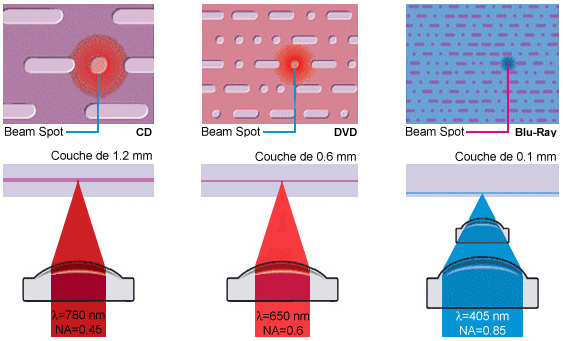 Beam Spot CD
Beam Spot DVD
Beam Spot Blu-Ray
Couche de 1.2 mm
Couche de 0.6 mm
Couche de 0.1 mm
λ=780 nm
NA=0.45
λ=650 nm
NA=0.6
λ=405 nm
NA=0.85